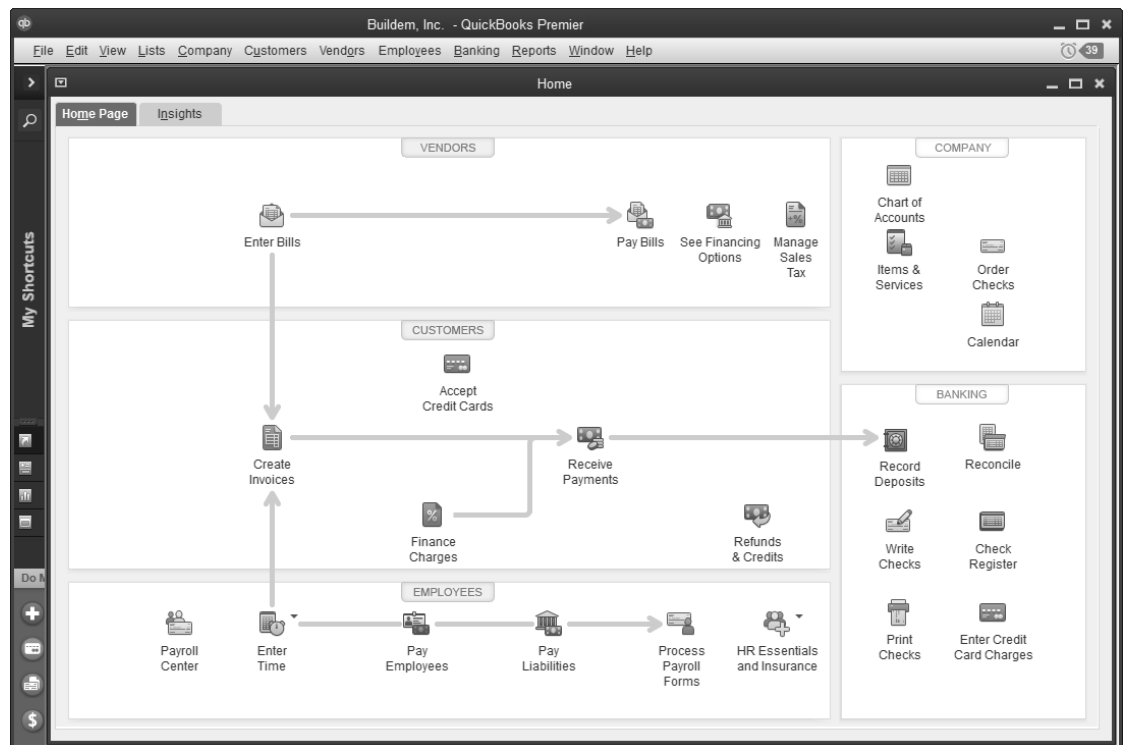 qb
Buildem, Inc. - QuickBooks Premier
File Edit View Lists Company Customers Vendors Employees Banking Reports Window Help
39
Home
Home Page
Insights
My Shortcuts
Do M
VENDORS
Enter Bills
Pay Bills
See Financing
Options
Manage
Sales
Tax
CUSTOMERS
Accept
Credit Cards
Create
Invoices
Receive
Payments
Finance
Charges
Refunds
& Credits
EMPLOYEES
Payroll
Center
Enter
Time
Pay
Employees
Pay
Liabilities
Process
Payroll
Forms
HR Essentials
and Insurance
COMPANY
Chart of
Accounts
Items &
Services
Order
Checks
Calendar
BANKING
Record
Deposits
Reconcile
Write
Checks
Check
Register
Print
Checks
Enter Credit
Card Charges